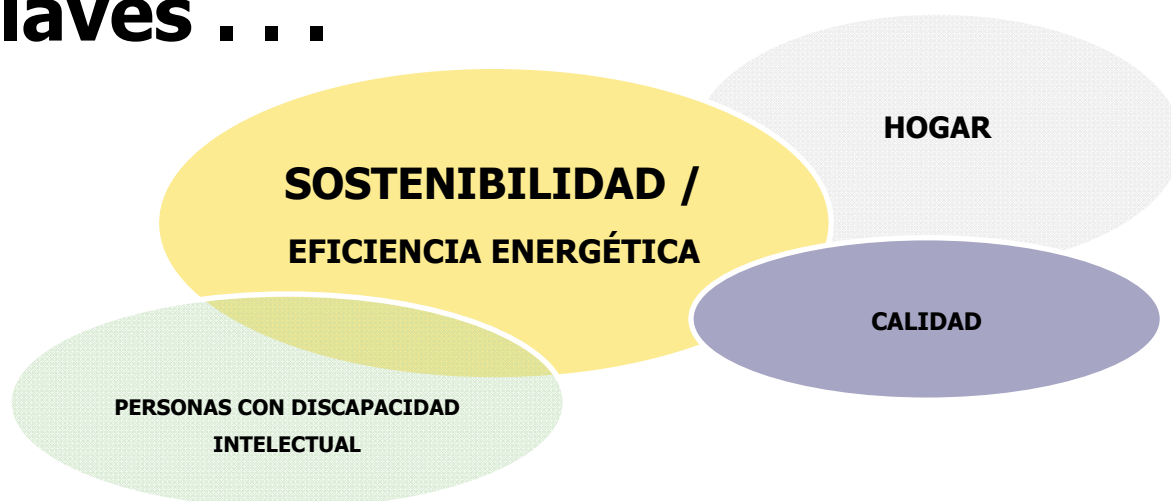 laves . . .
HOGAR
SOSTENIBILIDAD /
EFICIENCIA ENERGÉTICA
CALIDAD
PERSONAS CON DISCAPACIDAD
INTELECTUAL